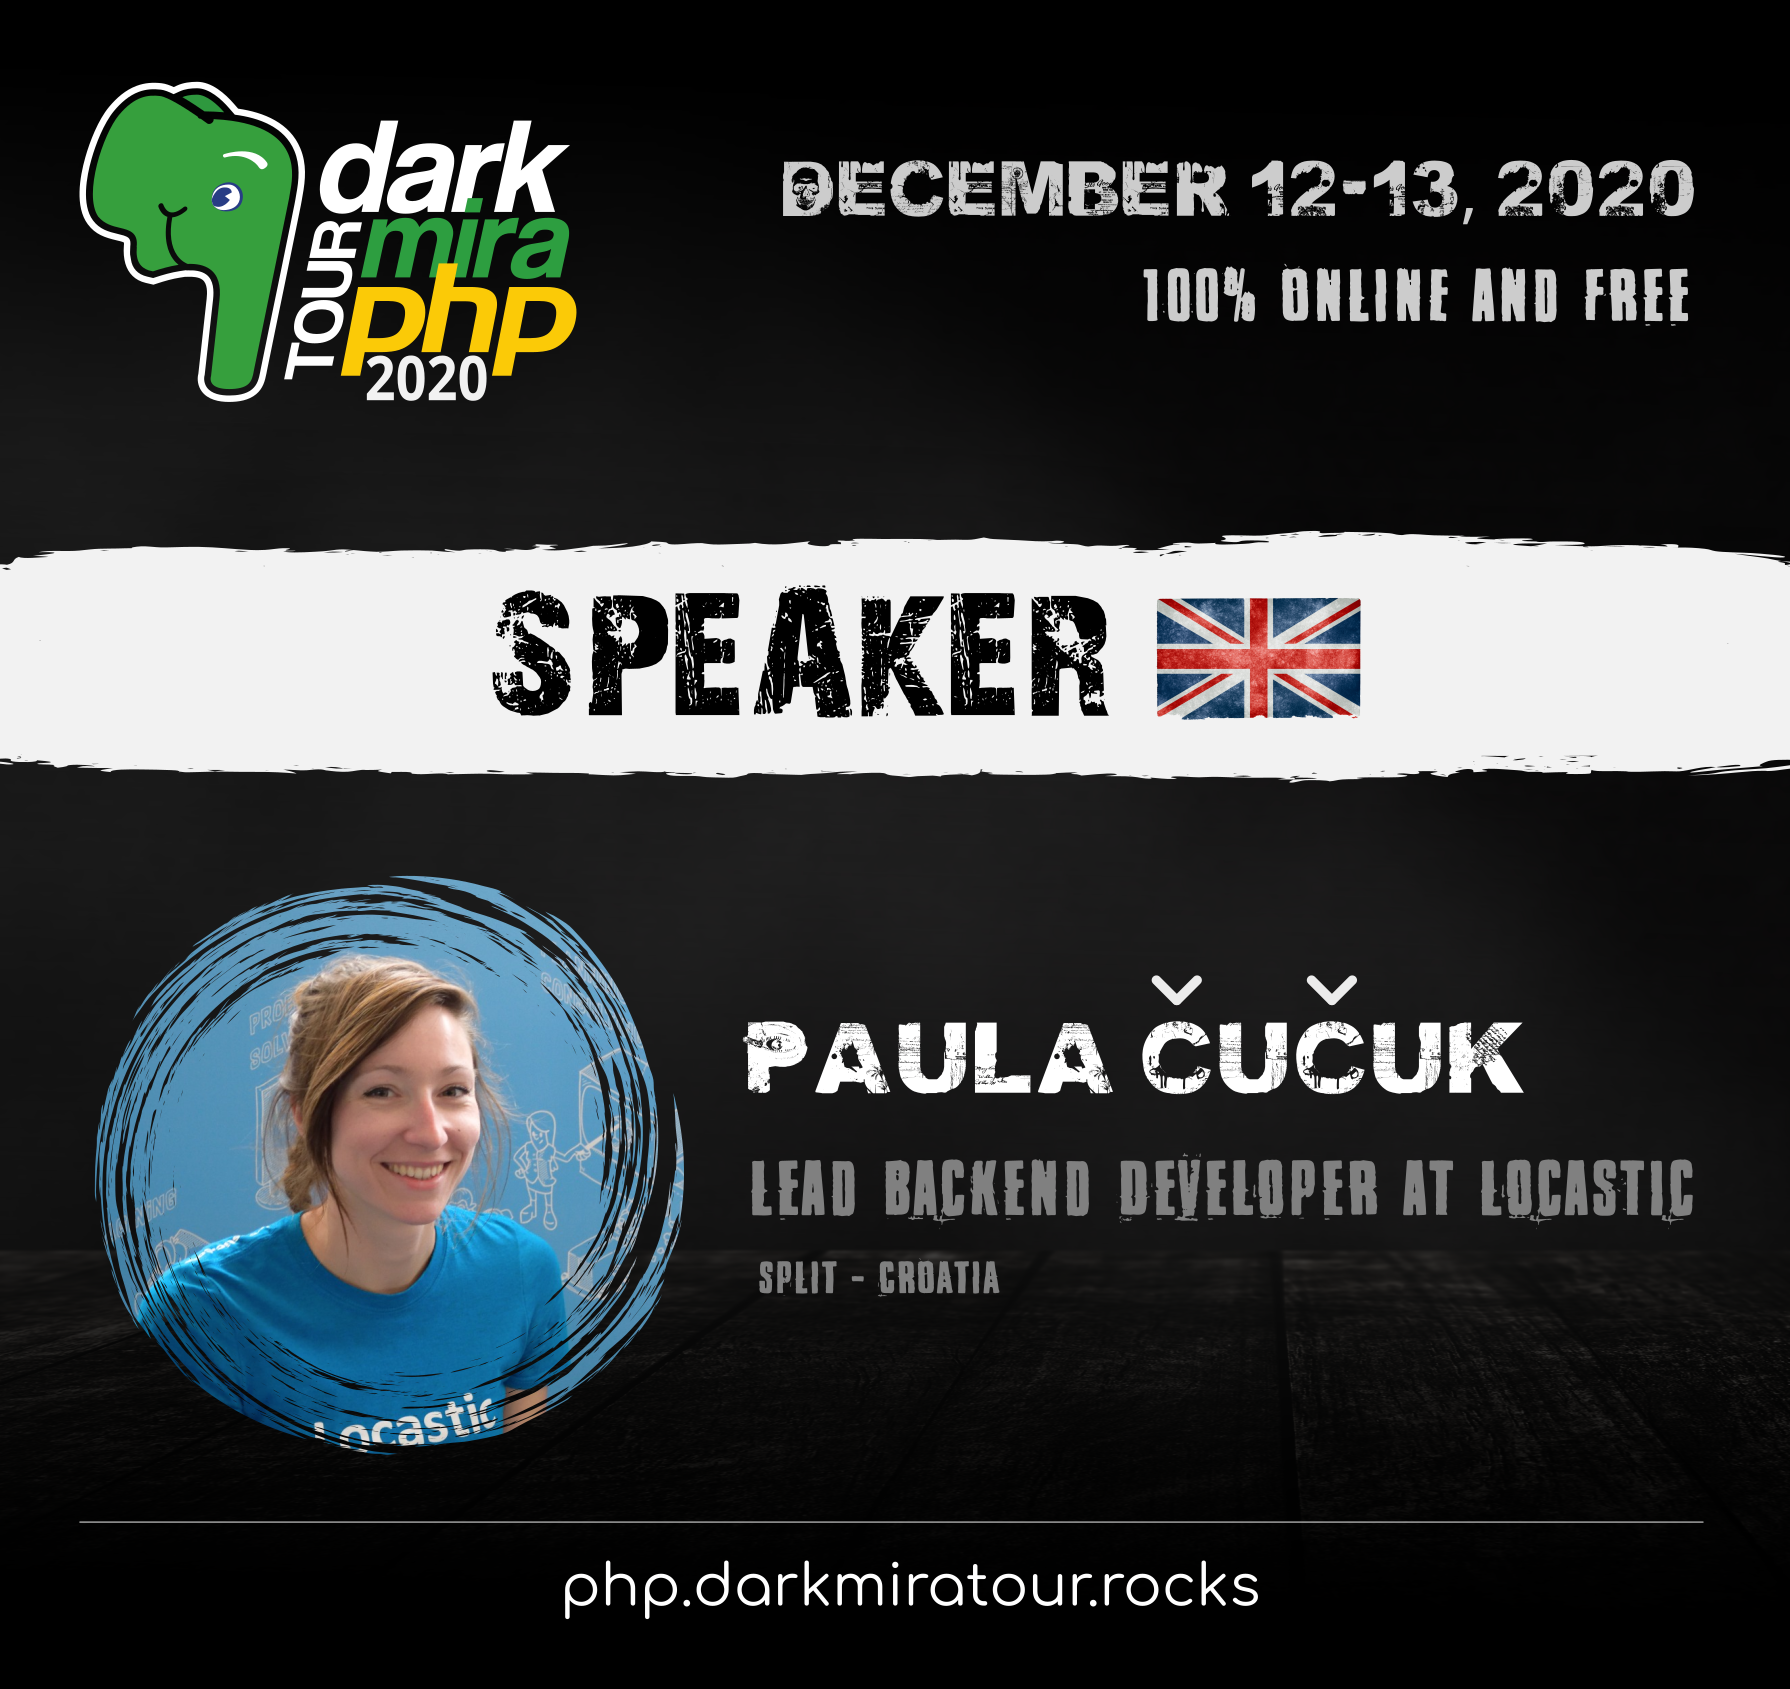 dark
mira
TOUR
php
2020
DECEMBER 12-13, 2020
100% ONLINE AND FREE
SPEAKER
PAULA ČUČUK
LEAD BACKEND DEVELOPER AT LOCASTIC
SPLIT - CROATIA
Locastic
php.darkmiratour.rocks